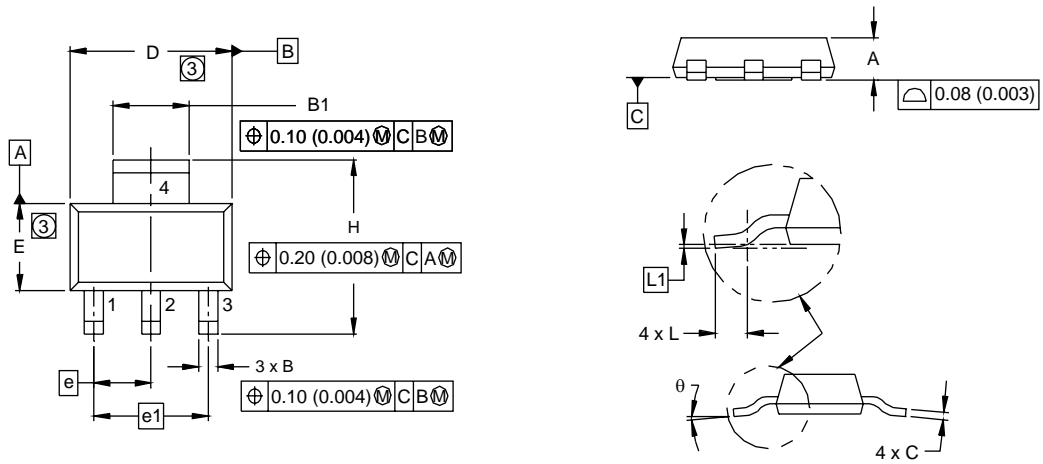 D
3
B
B1
⌖ 0.10 (0.004) Ⓜ C B Ⓜ
A
4
3
E
H
⌖ 0.20 (0.008) Ⓜ C A Ⓜ
1
2
3
3 x B
e
e1
⌖ 0.10 (0.004) Ⓜ C B Ⓜ
A
C
⌓ 0.08 (0.003)
L1
4 x L
θ
4 x C